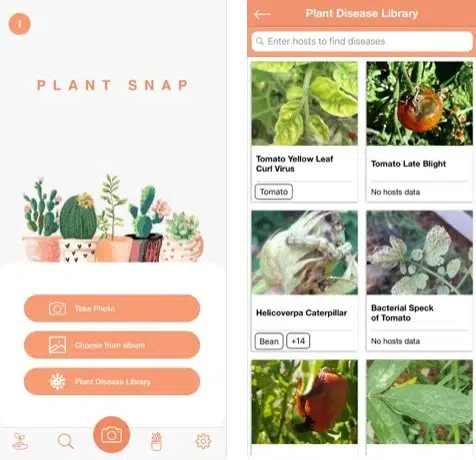 i
PLANT SNAP
Take Photo
Choose from album
Plant Disease Library
Plant Disease Library
Enter hosts to find diseases
Tomato Yellow Leaf
Curl Virus
Tomato
Tomato Late Blight
No hosts data
Helicoverpa Caterpillar
Bean +14
Bacterial Speck
of Tomato
No hosts data